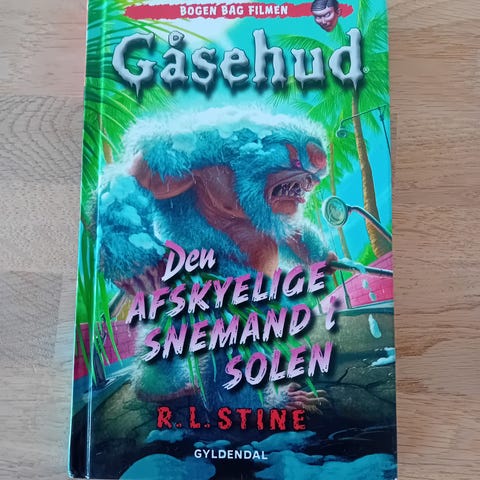 BOGEN BAG FILMEN
Gåsehud®
Den
AFSKYELIGE
SNEMAND i
SOLEN
R.L. STINE
GYLDENDAL